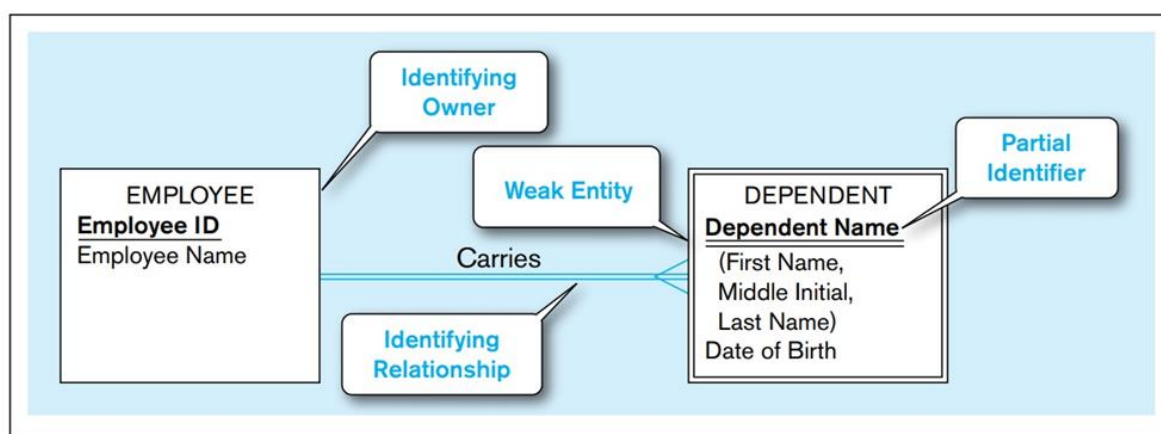 Identifying
Owner
Partial
Identifier
Weak Entity
EMPLOYEE
Employee ID
Employee Name
Carries
DEPENDENT
Dependent Name
(First Name,
Middle Initial,
Last Name)
Date of Birth
Identifying
Relationship